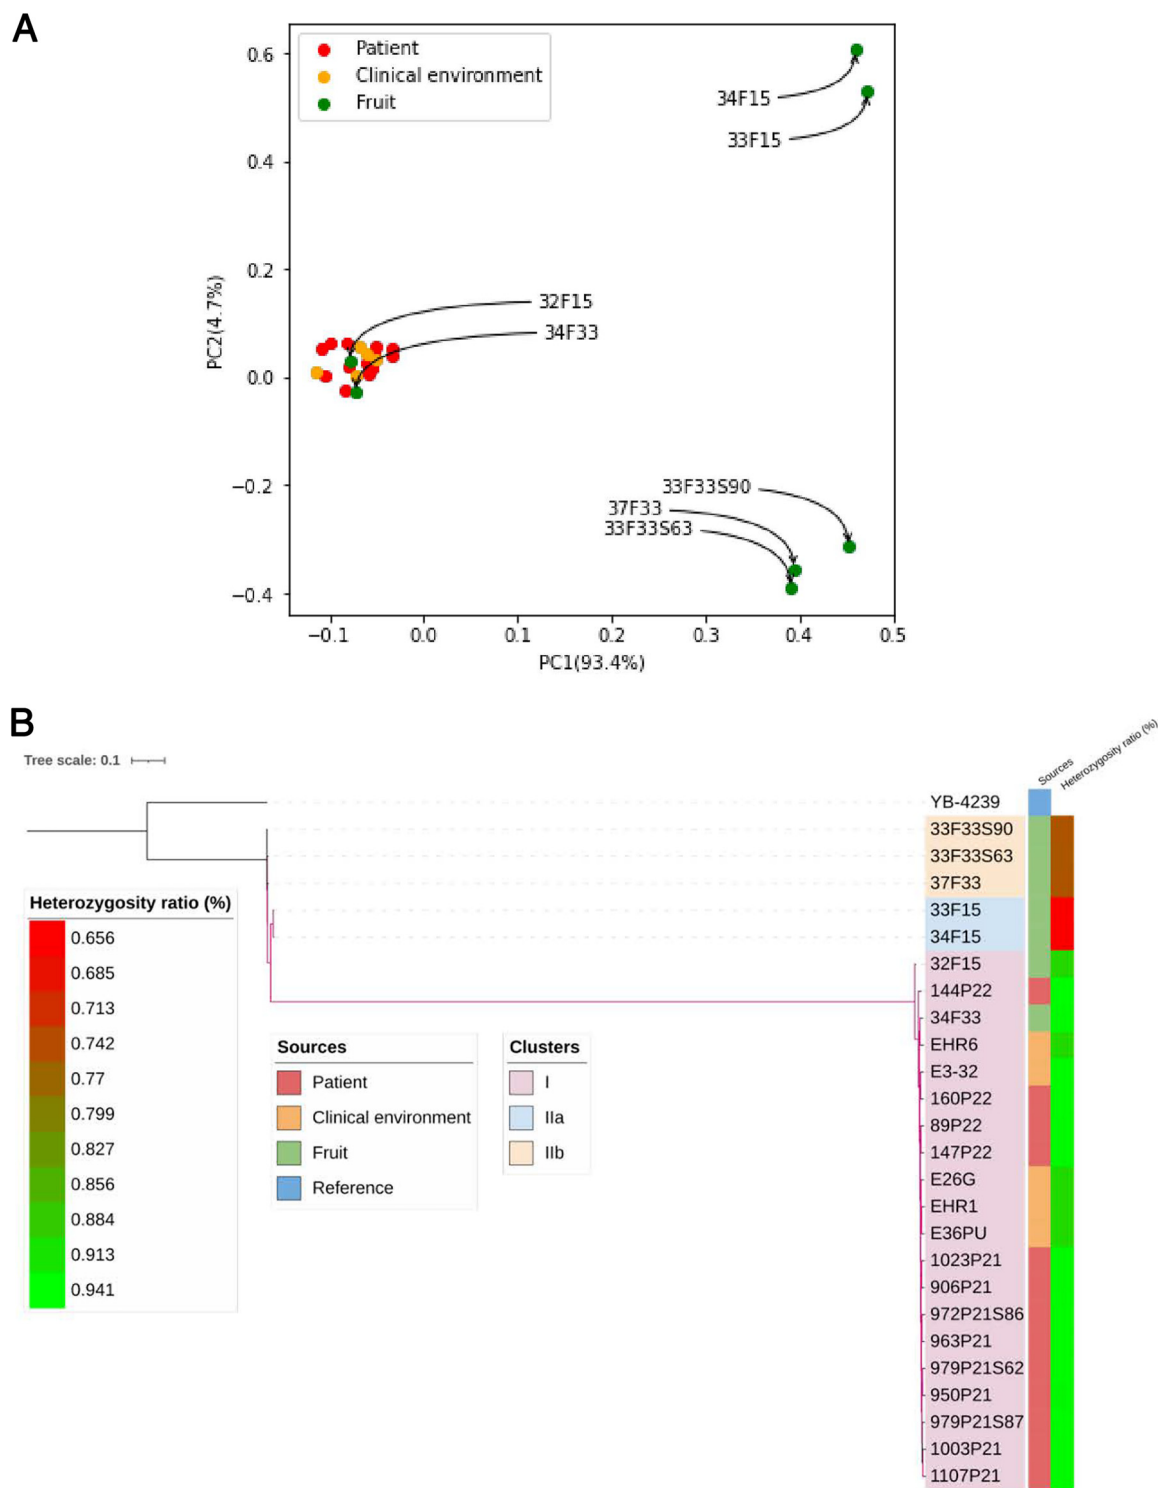 A
Patient
Clinical environment
Fruit
34F15
33F15
32F15
34F33
33F33S90
37F33
33F33S63
0.6
0.4
0.2
0.0
−0.2
−0.4
PC2(4.7%)
−0.1 0.0 0.1 0.2 0.3 0.4 0.5
PC1(93.4%)
B
Tree scale: 0.1
Sources
Heterozygosity ratio (%)
YB-4239
33F33S90
33F33S63
37F33
33F15
34F15
32F15
144P22
34F33
EHR6
E3-32
160P22
89P22
147P22
E26G
EHR1
E36PU
1023P21
906P21
972P21S86
963P21
979P21S62
950P21
979P21S87
1003P21
1107P21
Heterozygosity ratio (%)
0.656
0.685
0.713
0.742
0.77
0.799
0.827
0.856
0.884
0.913
0.941
Sources
Patient
Clinical environment
Fruit
Reference
Clusters
I
IIa
IIb